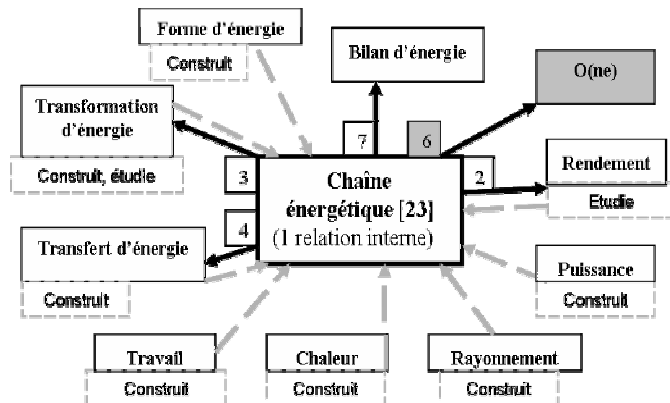 Forme d'énergie
Construit
Bilan d'énergie
O(ne)
Transformation
d'énergie
Construit, étudie
7
6
3
2
Rendement
Etudie
Chaîne
énergétique [23]
(1 relation interne)
4
Transfert d'énergie
Construit
Puissance
Construit
Travail
Construit
Chaleur
Construit
Rayonnement
Construit